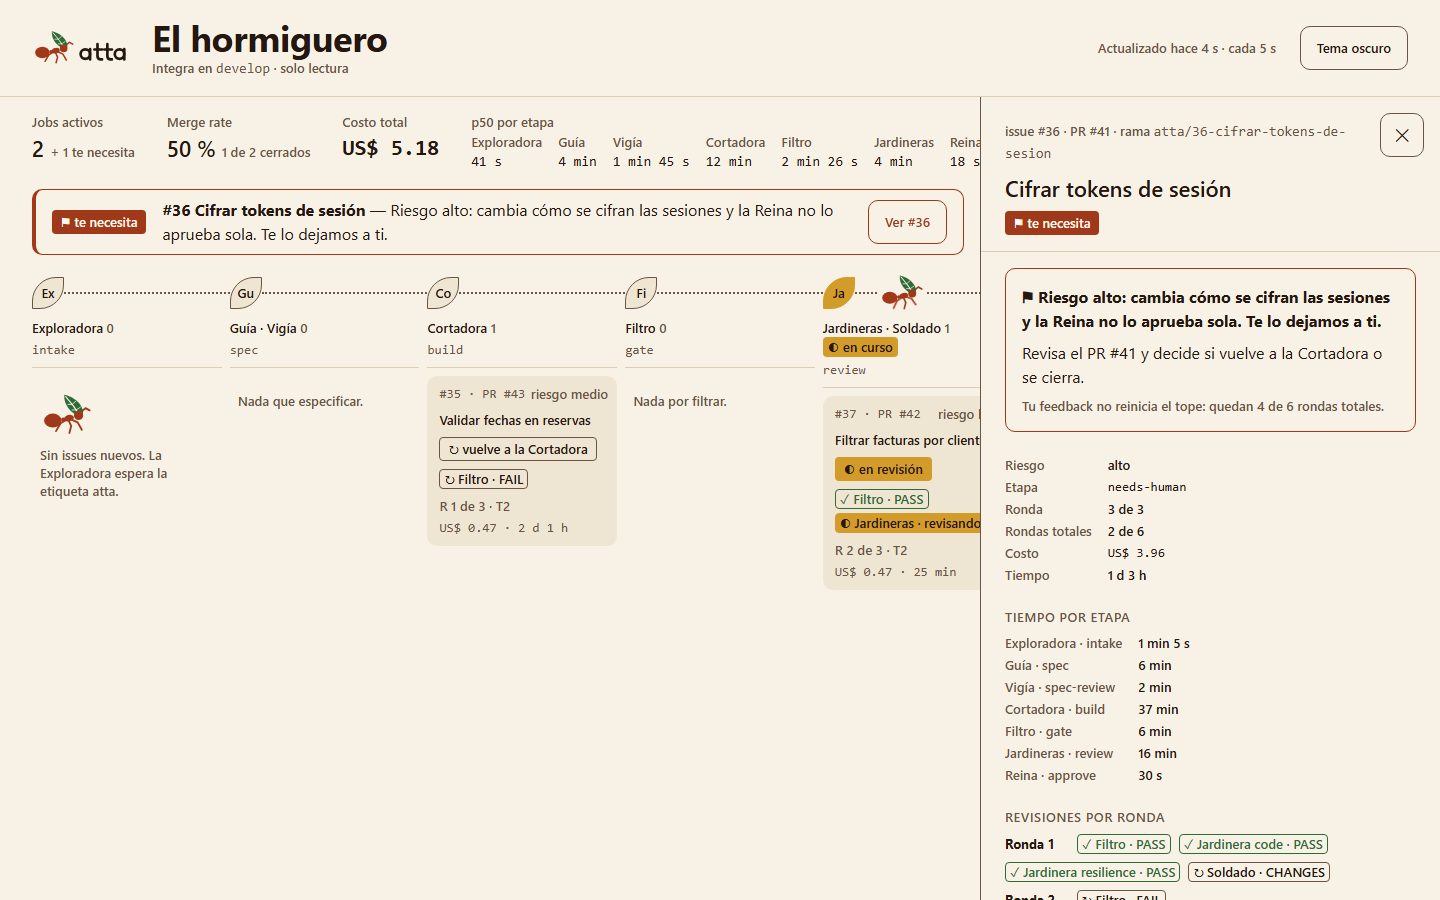 atta
El hormiguero
Integra en develop · solo lectura
Actualizado hace 4 s · cada 5 s
Tema oscuro
Jobs activos
2 + 1 te necesita
Merge rate
50 % 1 de 2 cerrados
Costo total
US$ 5.18
p50 por etapa
Exploradora Guía Vigía Cortadora Filtro Jardineras Reina
41 s 4 min 1 min 45 s 12 min 2 min 26 s 4 min 18 s
⚑ te necesita
#36 Cifrar tokens de sesión — Riesgo alto: cambia cómo se cifran las sesiones y la Reina no lo
aprueba sola. Te lo dejamos a ti.
Ver #36
Ex
Exploradora 0
intake
Sin issues nuevos. La
Exploradora espera la
etiqueta atta.
Gu
Guía · Vigía 0
spec
Nada que especificar.
Co
Cortadora 1
build
#35 · PR #43 riesgo medio
Validar fechas en reservas
↻ vuelve a la Cortadora
↻ Filtro · FAIL
R 1 de 3 · T2
US$ 0.47 · 2 d 1 h
Fi
Filtro 0
gate
Nada por filtrar.
Ja
Jardineras · Soldado 1
◐ en curso
review
#37 · PR #42 riesgo
Filtrar facturas por client
◐ en revisión
✓ Filtro · PASS
◐ Jardineras · revisando
R 2 de 3 · T2
US$ 0.47 · 25 min
issue #36 · PR #41 · rama atta/36-cifrar-tokens-de-
sesion
Cifrar tokens de sesión
⚑ te necesita
⚑ Riesgo alto: cambia cómo se cifran las sesiones
y la Reina no lo aprueba sola. Te lo dejamos a ti.
Revisa el PR #41 y decide si vuelve a la Cortadora o
se cierra.
Tu feedback no reinicia el tope: quedan 4 de 6 rondas totales.
Riesgo alto
Etapa needs-human
Ronda 3 de 3
Rondas totales 2 de 6
Costo US$ 3.96
Tiempo 1 d 3 h
TIEMPO POR ETAPA
Exploradora · intake 1 min 5 s
Guía · spec 6 min
Vigía · spec-review 2 min
Cortadora · build 37 min
Filtro · gate 6 min
Jardineras · review 16 min
Reina · approve 30 s
REVISIONES POR RONDA
Ronda 1 ✓ Filtro · PASS ✓ Jardinera code · PASS
✓ Jardinera resilience · PASS ↻ Soldado · CHANGES
Ronda 2 ↻ Filtro · FAIL